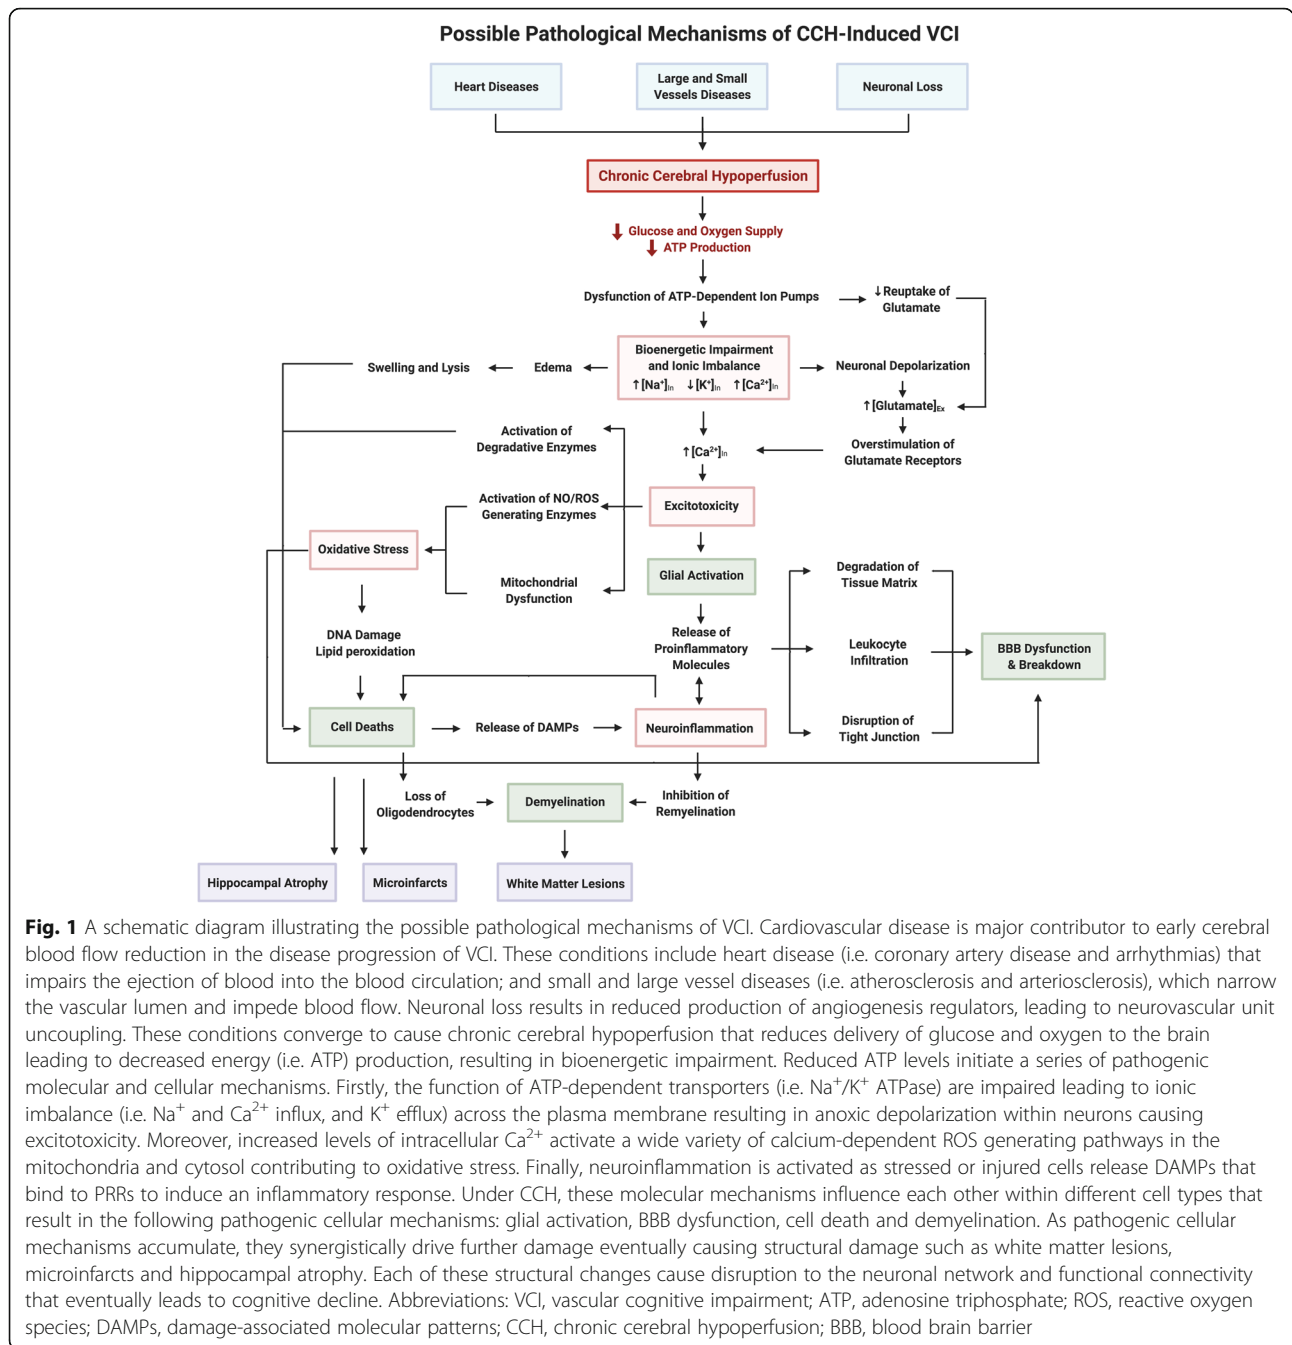 Possible Pathological Mechanisms of CCH-Induced VCI
Heart Diseases
Large and Small
Vessels Diseases
Neuronal Loss
Chronic Cerebral Hypoperfusion
↓ Glucose and Oxygen Supply
↓ ATP Production
Dysfunction of ATP-Dependent Ion Pumps
↓Reuptake of
Glutamate
Bioenergetic Impairment
and Ionic Imbalance
↑[Na⁺]In ↓[K⁺]In ↑[Ca²⁺]In
Swelling and Lysis
Edema
Neuronal Depolarization
↑[Glutamate]Ex
Activation of
Degradative Enzymes
↑[Ca²⁺]In
Overstimulation of
Glutamate Receptors
Activation of NO/ROS
Generating Enzymes
Excitotoxicity
Oxidative Stress
Mitochondrial
Dysfunction
Glial Activation
Degradation of
Tissue Matrix
DNA Damage
Lipid peroxidation
Release of
Proinflammatory
Molecules
Leukocyte
Infiltration
BBB Dysfunction
& Breakdown
Cell Deaths
Release of DAMPs
Neuroinflammation
Disruption of
Tight Junction
Loss of
Oligodendrocytes
Demyelination
Inhibition of
Remyelination
Hippocampal Atrophy
Microinfarcts
White Matter Lesions
Fig. 1 A schematic diagram illustrating the possible pathological mechanisms of VCI. Cardiovascular disease is major contributor to early cerebral
blood flow reduction in the disease progression of VCI. These conditions include heart disease (i.e. coronary artery disease and arrhythmias) that
impairs the ejection of blood into the blood circulation; and small and large vessel diseases (i.e. atherosclerosis and arteriosclerosis), which narrow
the vascular lumen and impede blood flow. Neuronal loss results in reduced production of angiogenesis regulators, leading to neurovascular unit
uncoupling. These conditions converge to cause chronic cerebral hypoperfusion that reduces delivery of glucose and oxygen to the brain
leading to decreased energy (i.e. ATP) production, resulting in bioenergetic impairment. Reduced ATP levels initiate a series of pathogenic
molecular and cellular mechanisms. Firstly, the function of ATP-dependent transporters (i.e. Na⁺/K⁺ ATPase) are impaired leading to ionic
imbalance (i.e. Na⁺ and Ca²⁺ influx, and K⁺ efflux) across the plasma membrane resulting in anoxic depolarization within neurons causing
excitotoxicity. Moreover, increased levels of intracellular Ca²⁺ activate a wide variety of calcium-dependent ROS generating pathways in the
mitochondria and cytosol contributing to oxidative stress. Finally, neuroinflammation is activated as stressed or injured cells release DAMPs that
bind to PRRs to induce an inflammatory response. Under CCH, these molecular mechanisms influence each other within different cell types that
result in the following pathogenic cellular mechanisms: glial activation, BBB dysfunction, cell death and demyelination. As pathogenic cellular
mechanisms accumulate, they synergistically drive further damage eventually causing structural damage such as white matter lesions,
microinfarcts and hippocampal atrophy. Each of these structural changes cause disruption to the neuronal network and functional connectivity
that eventually leads to cognitive decline. Abbreviations: VCI, vascular cognitive impairment; ATP, adenosine triphosphate; ROS, reactive oxygen
species; DAMPs, damage-associated molecular patterns; CCH, chronic cerebral hypoperfusion; BBB, blood brain barrier